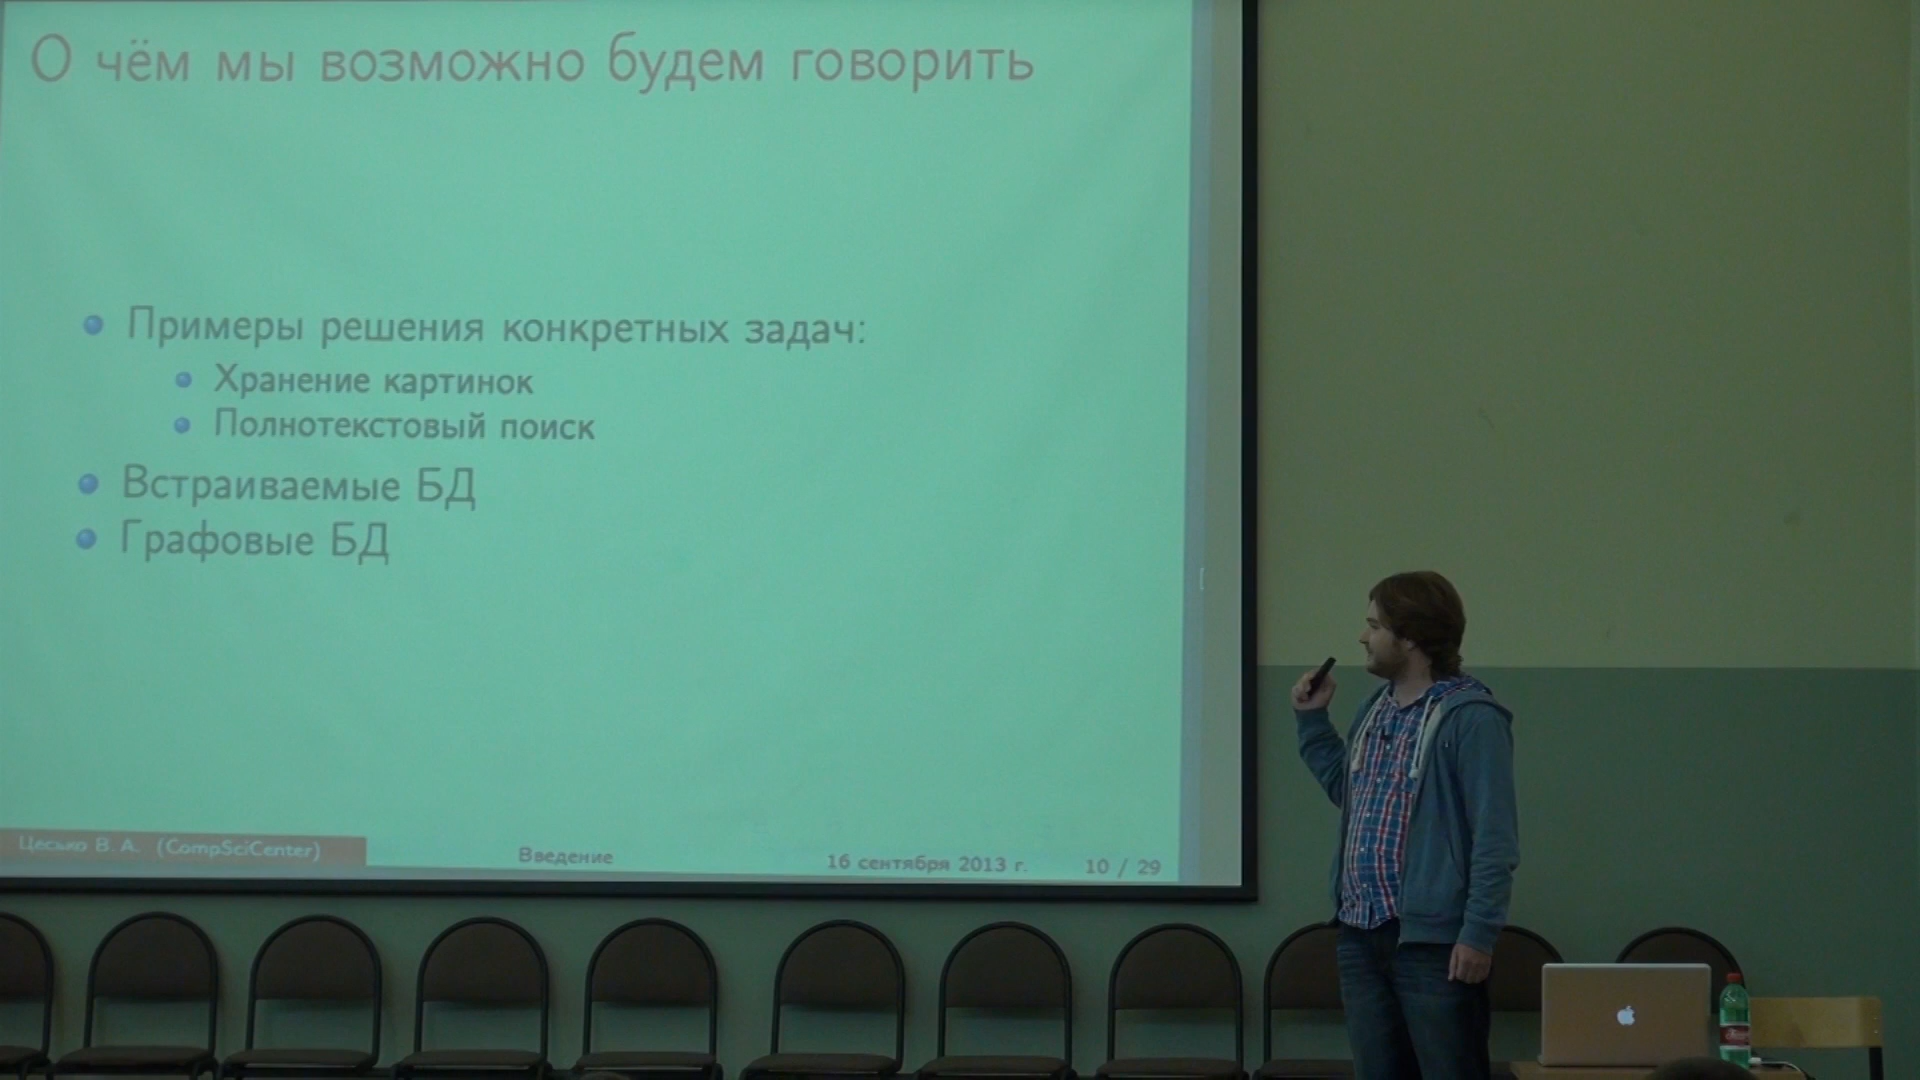 О чём мы возможно будем говорить
Примеры решения конкретных задач:
Хранение картинок
Полнотекстовый поиск
Встраиваемые БД
Графовые БД
Цесько В. А. (CompSciCenter)
Введение
16 сентября 2013 г.
10 / 29